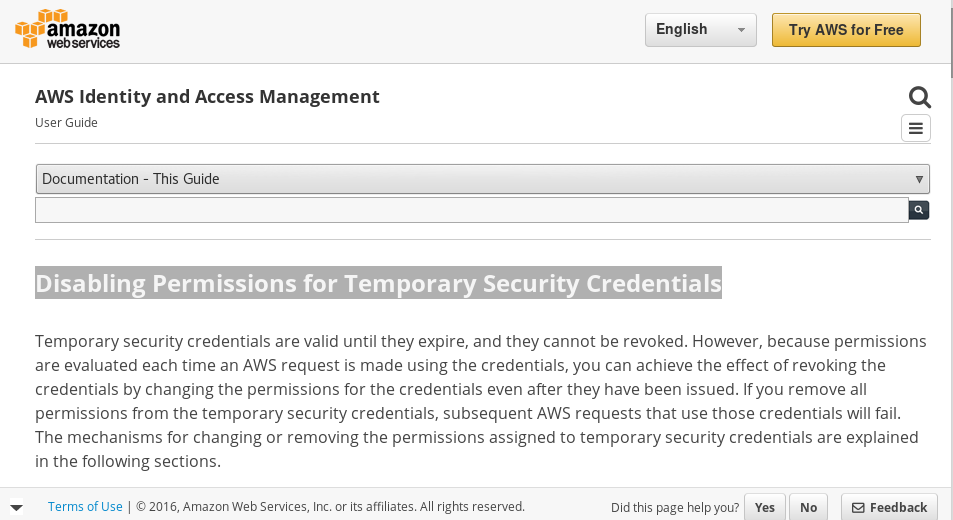 amazon
web services
English
Try AWS for Free
AWS Identity and Access Management
User Guide
Documentation - This Guide
Disabling Permissions for Temporary Security Credentials
Temporary security credentials are valid until they expire, and they cannot be revoked. However, because permissions
are evaluated each time an AWS request is made using the credentials, you can achieve the effect of revoking the
credentials by changing the permissions for the credentials even after they have been issued. If you remove all
permissions from the temporary security credentials, subsequent AWS requests that use those credentials will fail.
The mechanisms for changing or removing the permissions assigned to temporary security credentials are explained
in the following sections.
Terms of Use | © 2016, Amazon Web Services, Inc. or its affiliates. All rights reserved. Did this page help you? Yes No Feedback